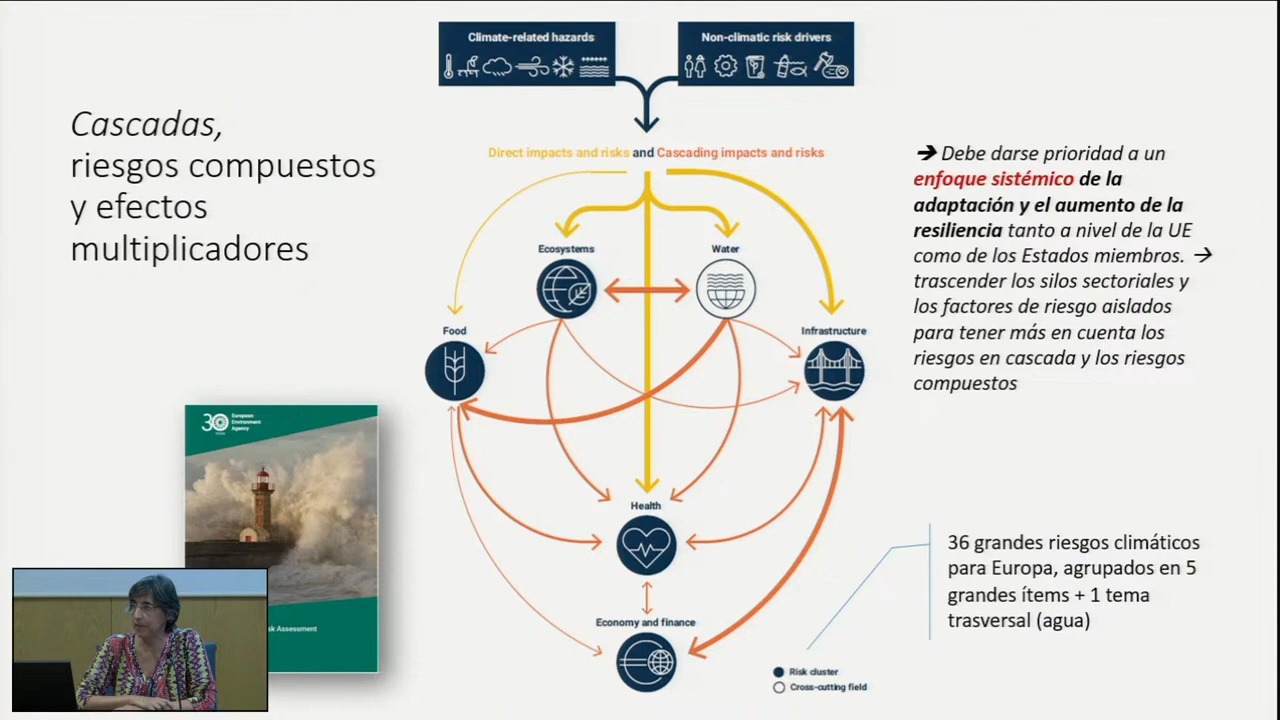 Climate-related hazards
Non-climatic risk drivers
Cascadas,
riesgos compuestos
y efectos
multiplicadores
Direct impacts and risks and Cascading impacts and risks
Ecosystems
Water
Food
Infrastructure
Health
Economy and finance
Risk cluster
Cross-cutting field
➔ Debe darse prioridad a un
enfoque sistémico de la
adaptación y el aumento de la
resiliencia tanto a nivel de la UE
como de los Estados miembros. →
trascender los silos sectoriales y
los factores de riesgo aislados
para tener más en cuenta los
riesgos en cascada y los riesgos
compuestos
36 grandes riesgos climáticos
para Europa, agrupados en 5
grandes ítems + 1 tema
trasversal (agua)
30
European
Environment
Agency
sk Assessment